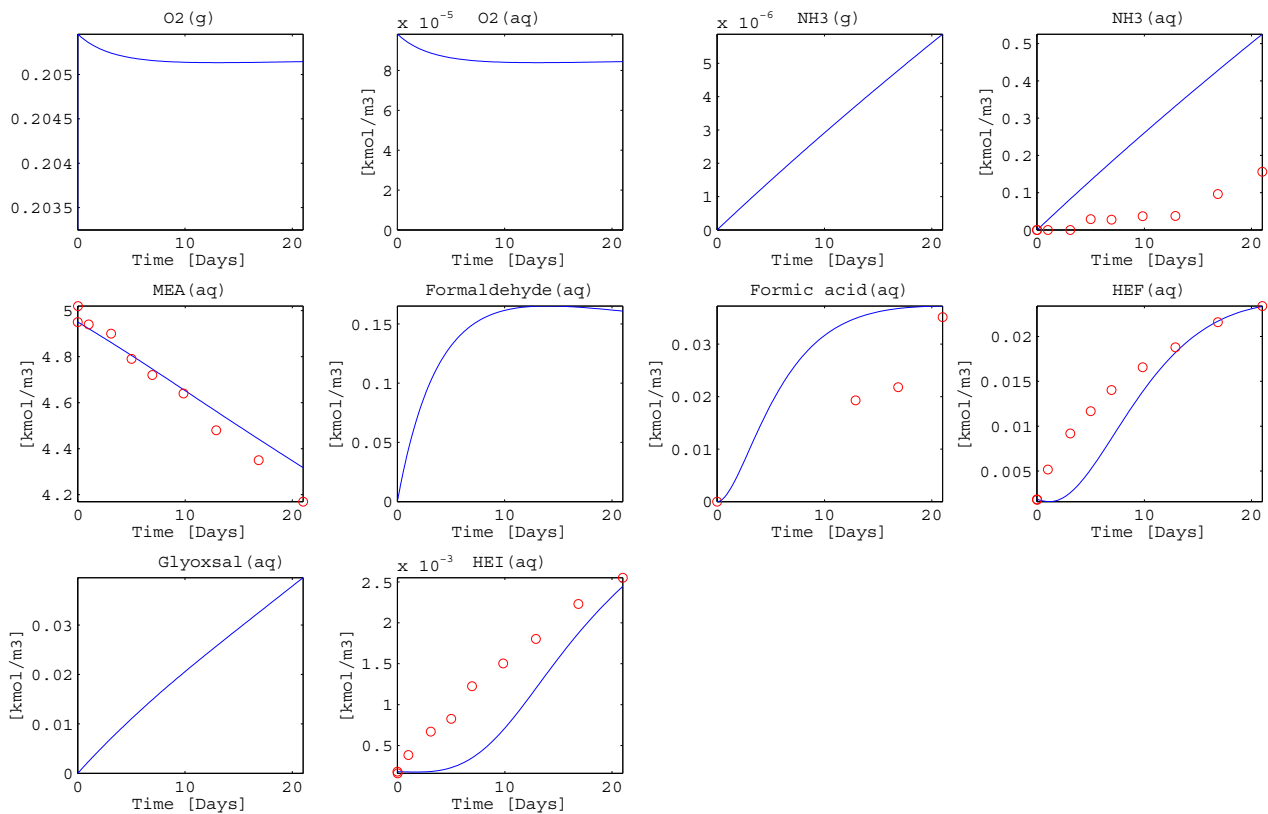 O2(g)
0.205
0.2045
0.204
0.2035
0
10
20
Time [Days]
x 10^-5
O2(aq)
[kmol/m3]
8
6
4
2
0
0
10
20
Time [Days]
x 10^-6
NH3(g)
5
4
3
2
1
0
0
10
20
Time [Days]
NH3(aq)
[kmol/m3]
0.5
0.4
0.3
0.2
0.1
0
0
10
20
Time [Days]
MEA(aq)
[kmol/m3]
5
4.8
4.6
4.4
4.2
0
10
20
Time [Days]
Formaldehyde(aq)
[kmol/m3]
0.15
0.1
0.05
0
0
10
20
Time [Days]
Formic acid(aq)
[kmol/m3]
0.03
0.02
0.01
0
0
10
20
Time [Days]
HEF(aq)
[kmol/m3]
0.02
0.015
0.01
0.005
0
10
20
Time [Days]
Glyoxsal(aq)
[kmol/m3]
0.03
0.02
0.01
0
0
10
20
Time [Days]
x 10^-3
HEI(aq)
[kmol/m3]
2.5
2
1.5
1
0.5
0
10
20
Time [Days]